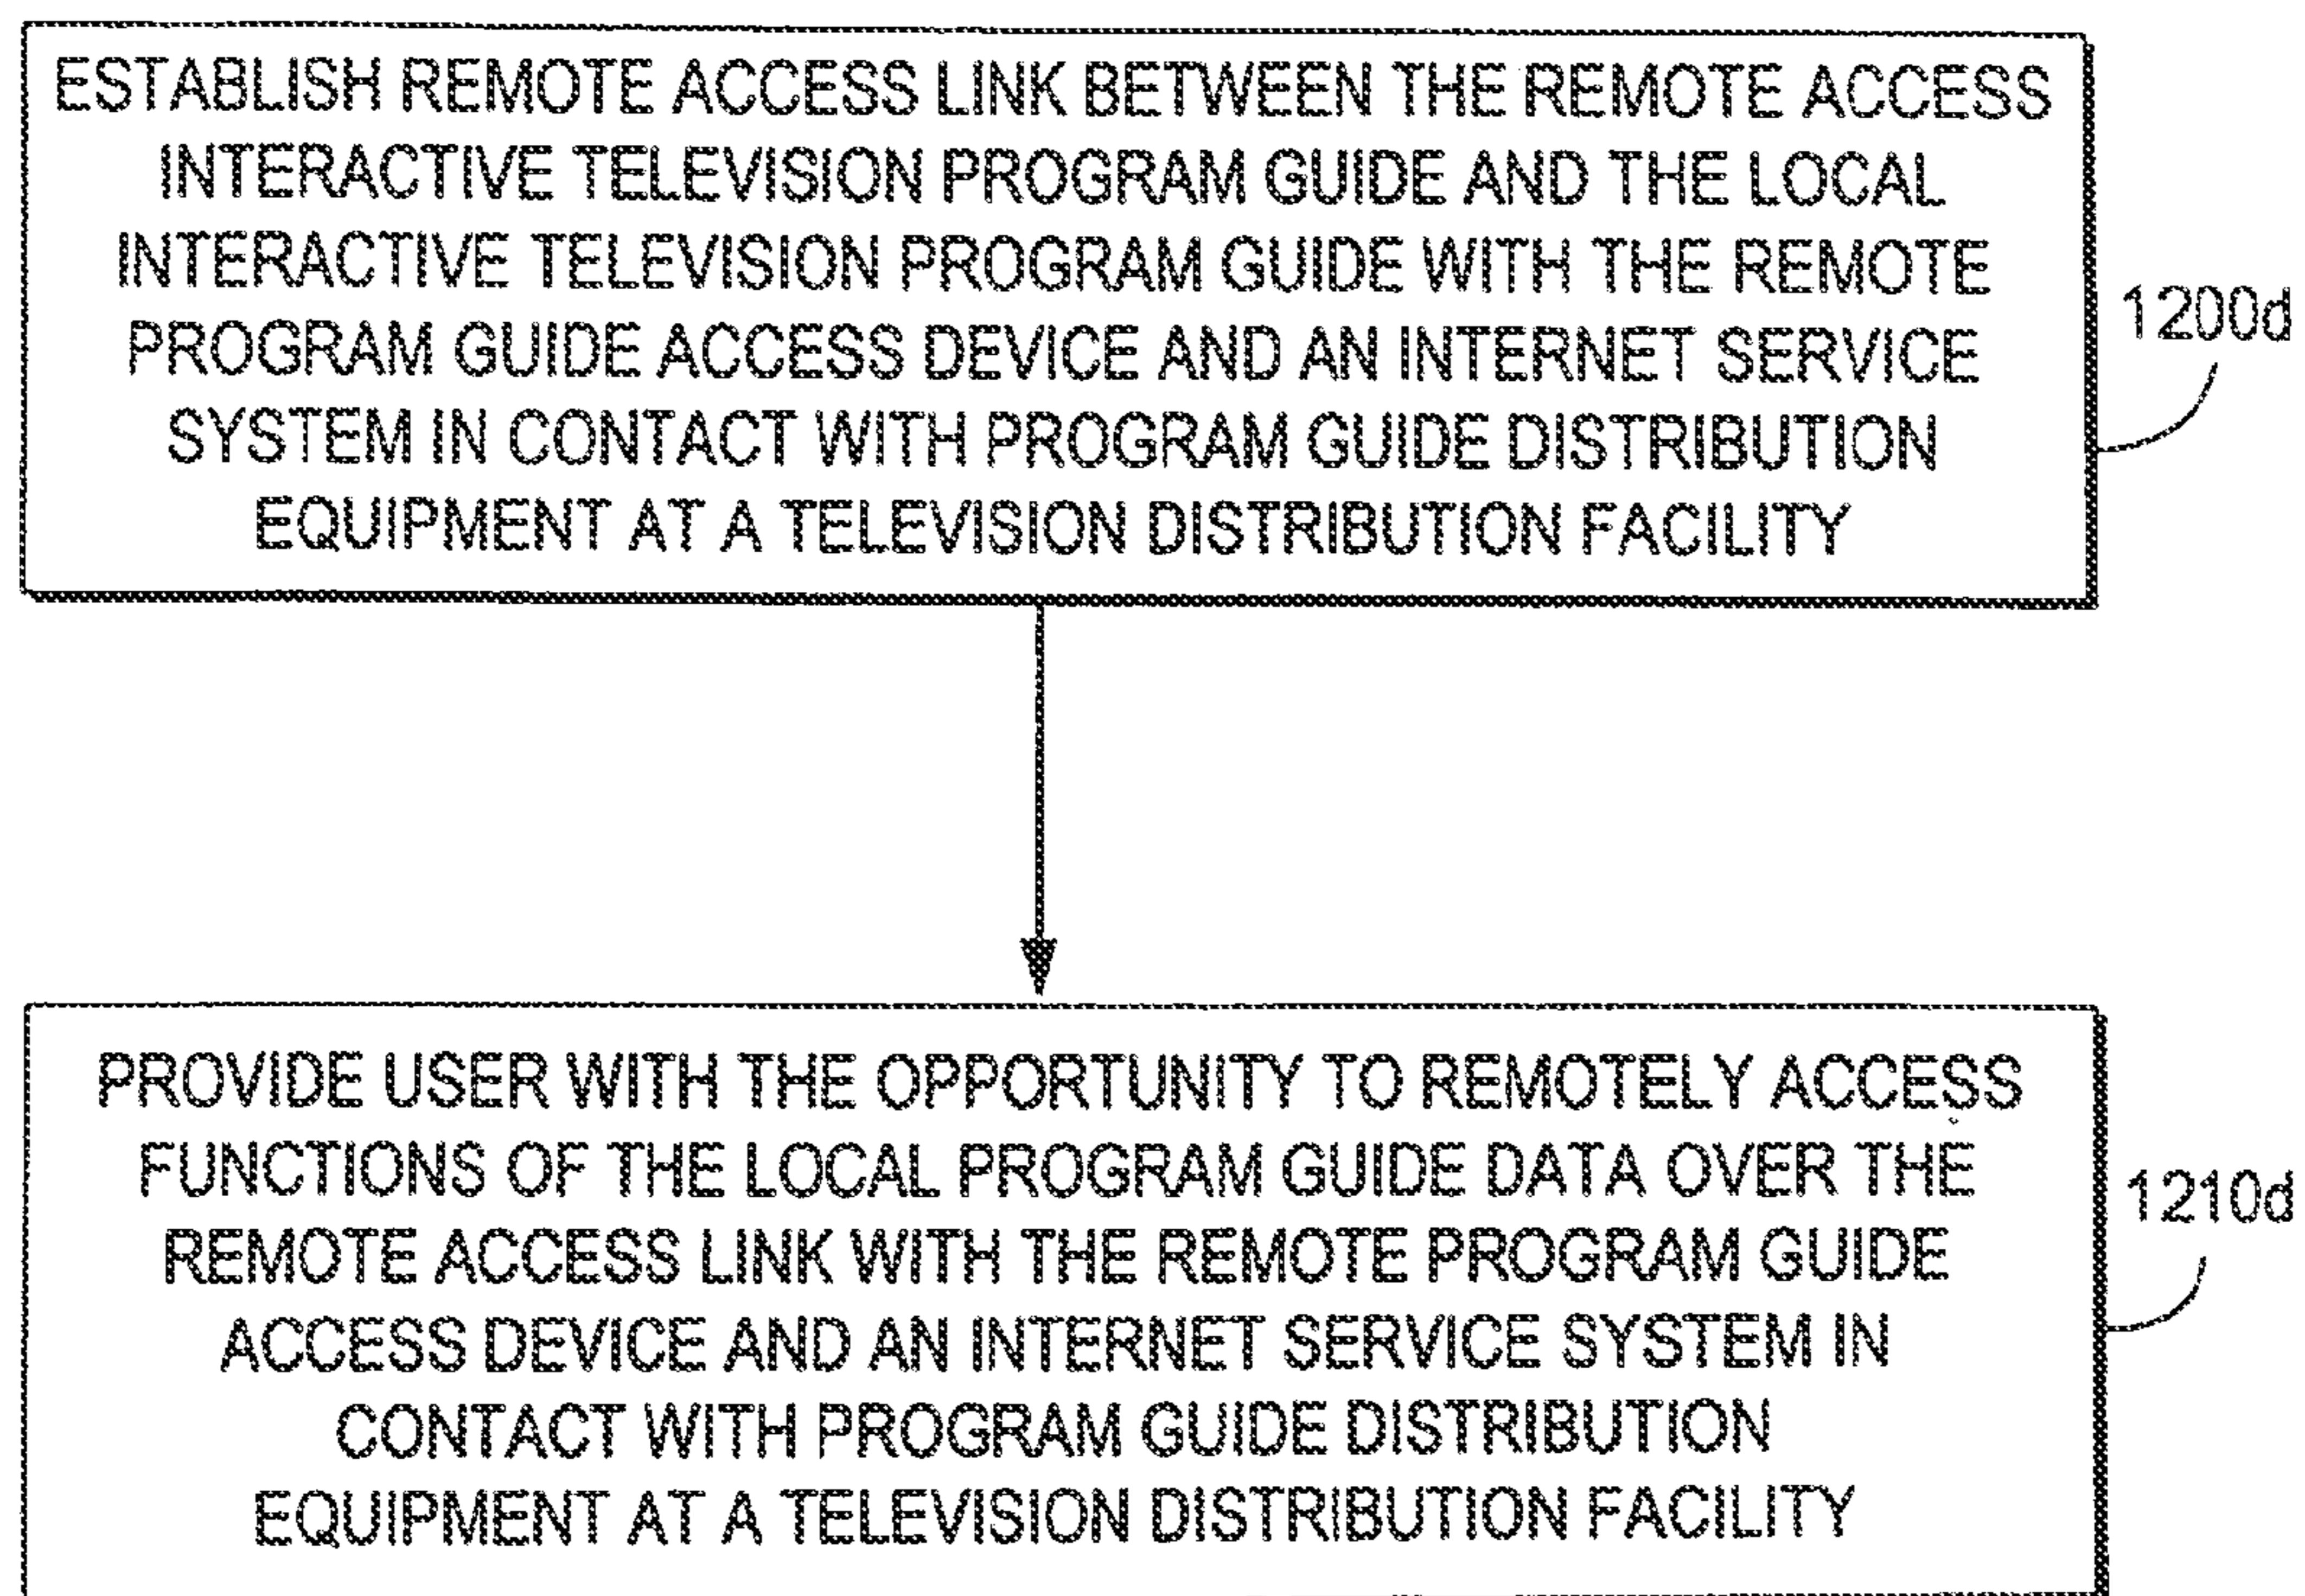 ESTABLISH REMOTE ACCESS LINK BETWEEN THE REMOTE ACCESS
INTERACTIVE TELEVISION PROGRAM GUIDE AND THE LOCAL
INTERACTIVE TELEVISION PROGRAM GUIDE WITH THE REMOTE
PROGRAM GUIDE ACCESS DEVICE AND AN INTERNET SERVICE
SYSTEM IN CONTACT WITH PROGRAM GUIDE DISTRIBUTION
EQUIPMENT AT A TELEVISION DISTRIBUTION FACILITY
1200d
PROVIDE USER WITH THE OPPORTUNITY TO REMOTELY ACCESS
FUNCTIONS OF THE LOCAL PROGRAM GUIDE DATA OVER THE
REMOTE ACCESS LINK WITH THE REMOTE PROGRAM GUIDE
ACCESS DEVICE AND AN INTERNET SERVICE SYSTEM IN
CONTACT WITH PROGRAM GUIDE DISTRIBUTION
EQUIPMENT AT A TELEVISION DISTRIBUTION FACILITY
1210d